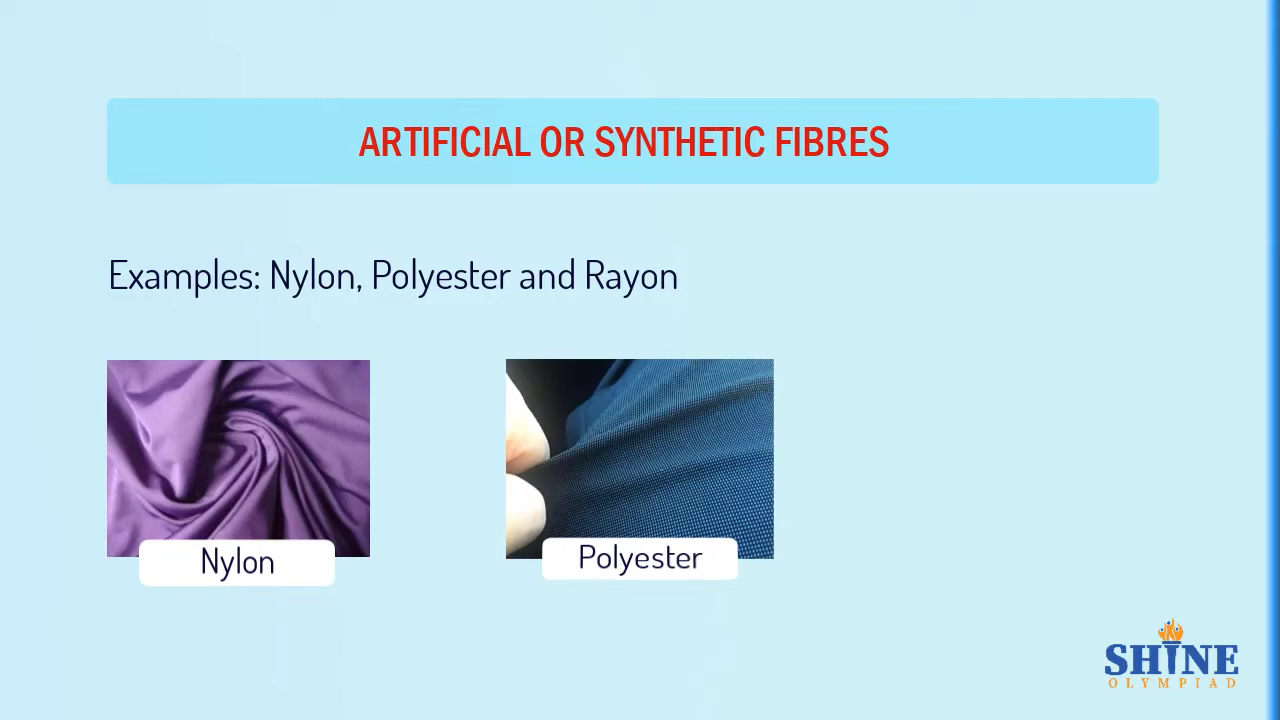 ARTIFICIAL OR SYNTHETIC FIBRES
Examples: Nylon, Polyester and Rayon
Nylon
Polyester
SHINE
OLYMPIAD